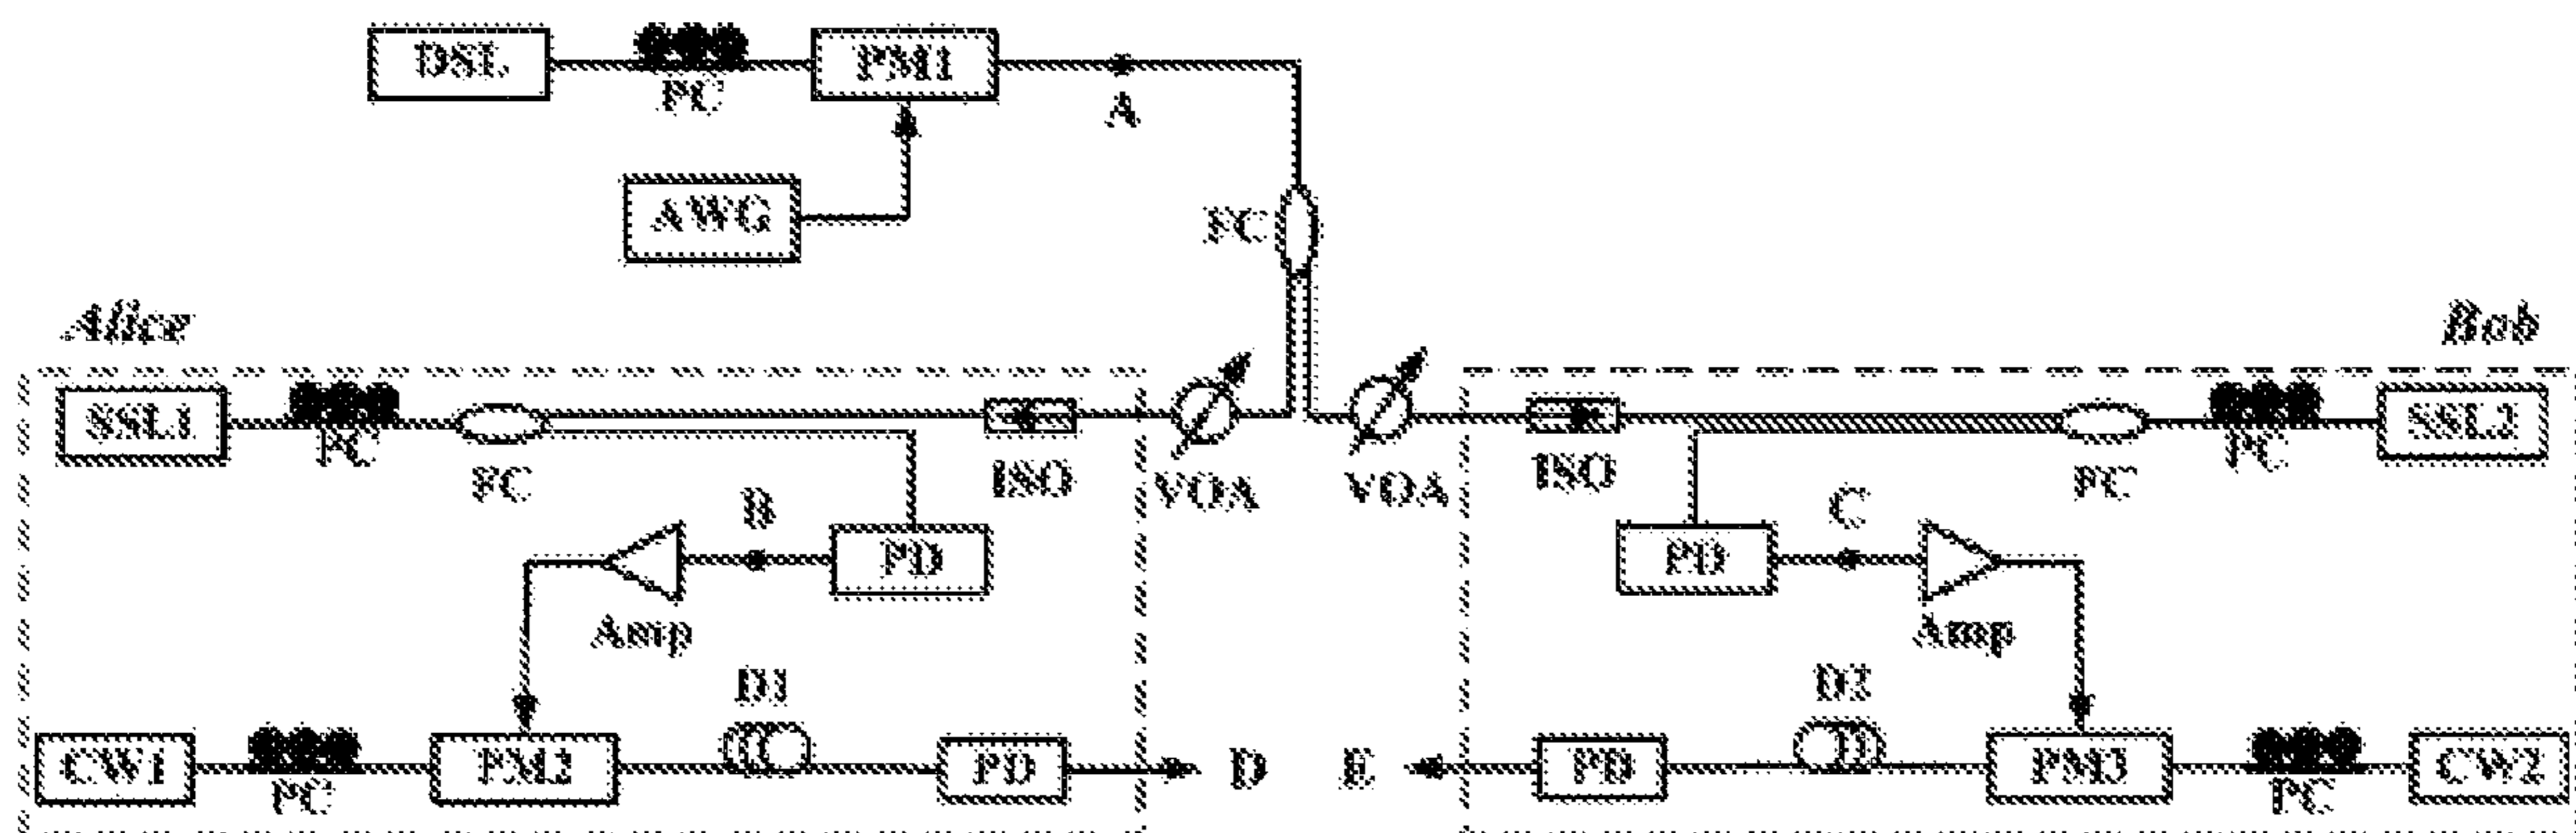 DSL
PC
PM1
A
AWG
FC
Alice
Bob
SSL1
PC
FC
ISO
VOA
VOA
ISO
PC
SSL2
B
PD
Amp
PD
C
Amp
D1
D2
CW1
PC
PM2
PD
D
E
PD
PM3
PC
CW2